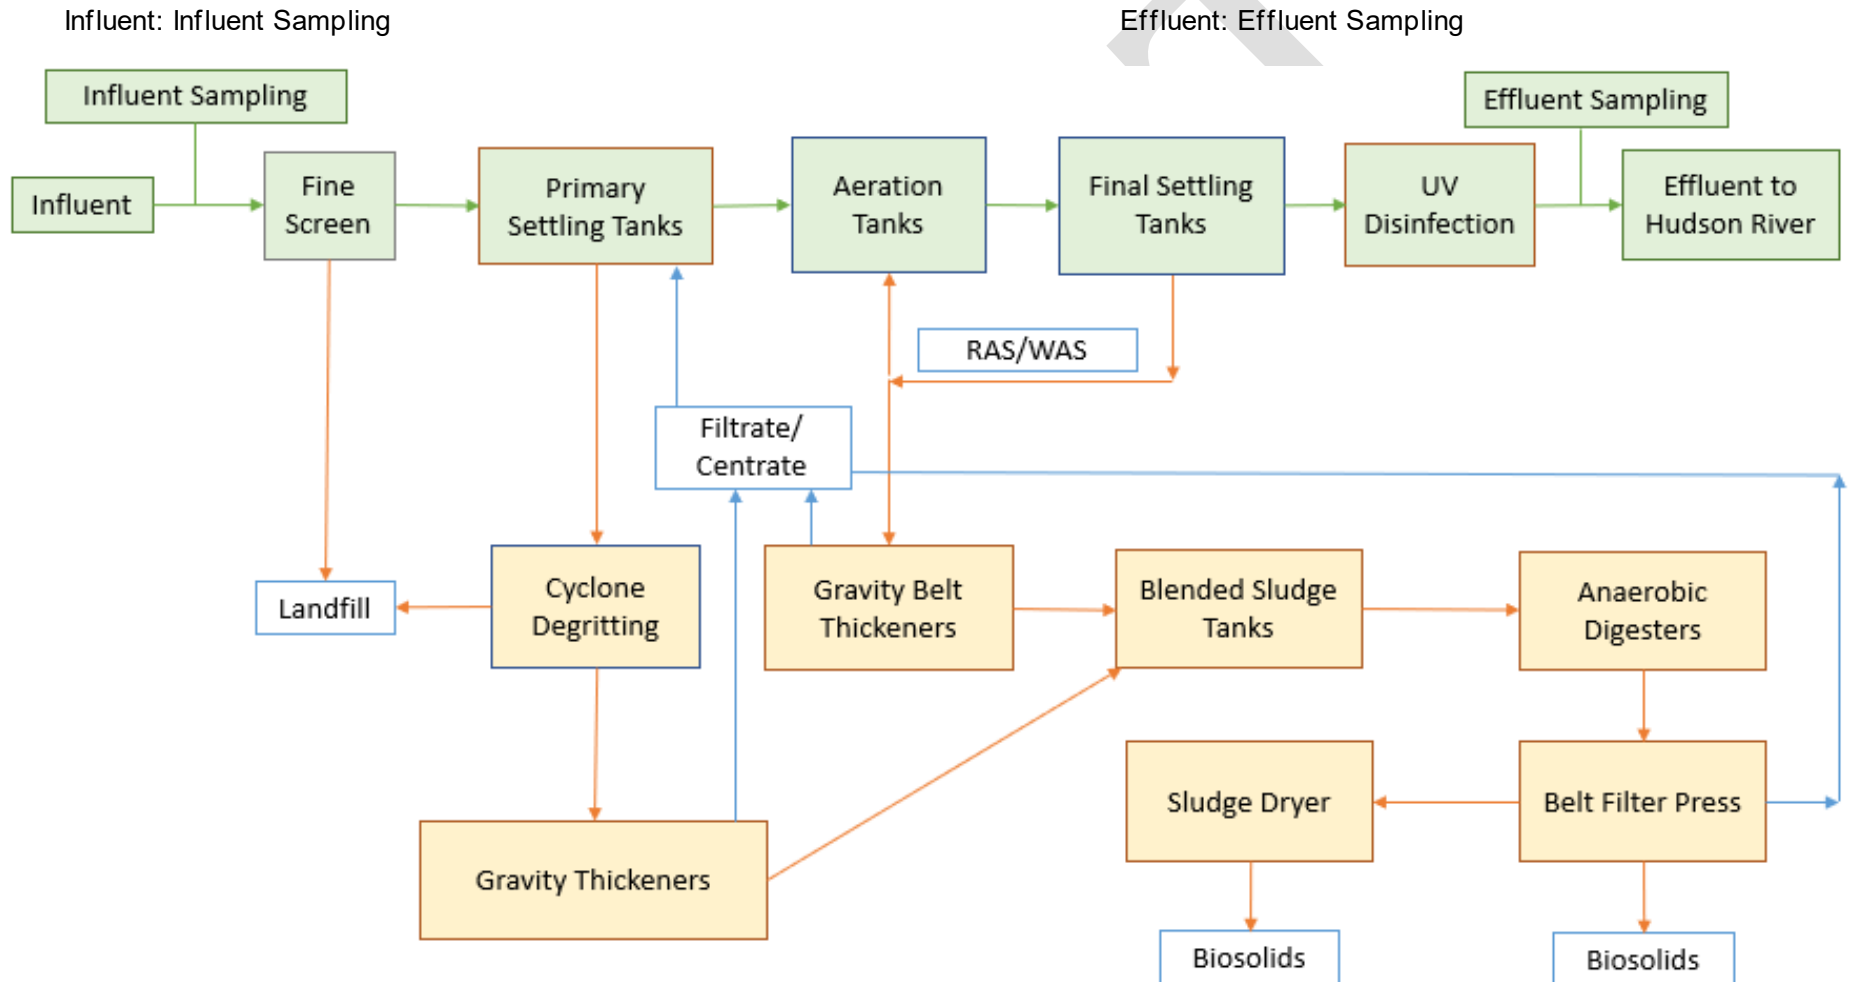 Influent: Influent Sampling
Effluent: Effluent Sampling
Influent Sampling
Effluent Sampling
Influent
Fine
Screen
Primary
Settling Tanks
Aeration
Tanks
Final Settling
Tanks
UV
Disinfection
Effluent to
Hudson River
RAS/WAS
Filtrate/
Centrate
Landfill
Cyclone
Degritting
Gravity Belt
Thickeners
Blended Sludge
Tanks
Anaerobic
Digesters
Gravity Thickeners
Sludge Dryer
Belt Filter Press
Biosolids
Biosolids